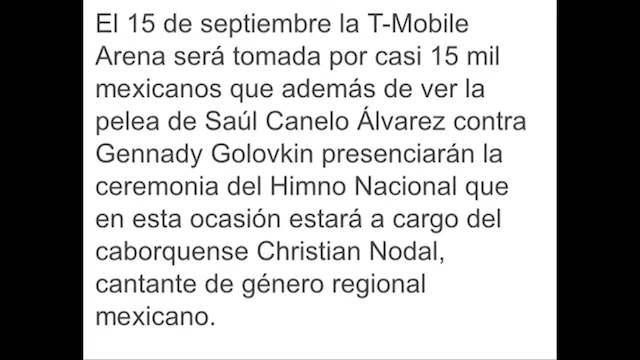 El 15 de septiembre la T-Mobile
Arena será tomada por casi 15 mil
mexicanos que además de ver la
pelea de Saúl Canelo Álvarez contra
Gennady Golovkin presenciarán la
ceremonia del Himno Nacional que
en esta ocasión estará a cargo del
caborquense Christian Nodal,
cantante de género regional
mexicano.